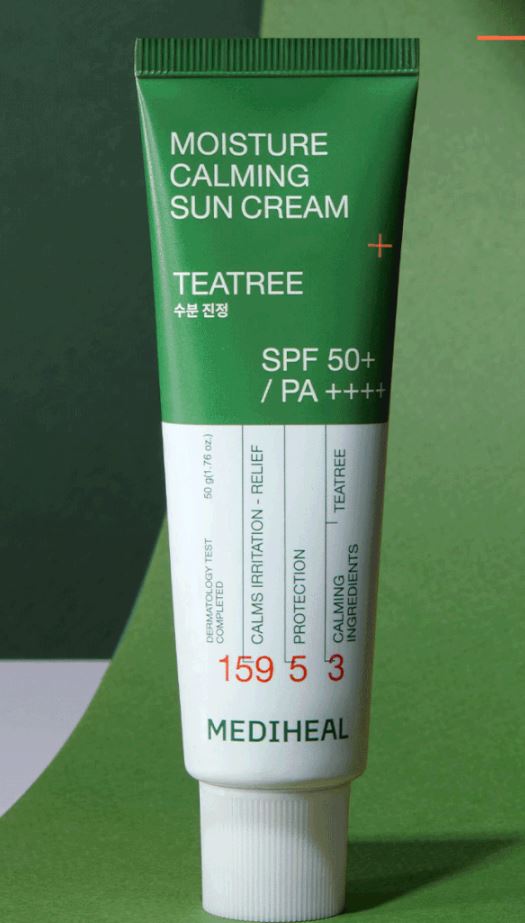 MOISTURE
CALMING
SUN CREAM
+
TEATREE
수분 진정
SPF 50+
/ PA ++++
DERMATOLOGY TEST
COMPLETED
50 g(1.76 oz.)
CALMS IRRITATION - RELIEF
PROTECTION
CALMING
INGREDIENTS
TEATREE
159 5 3
MEDIHEAL